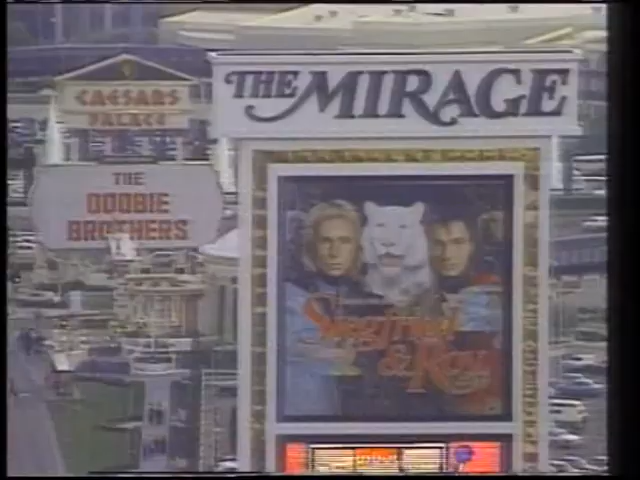 THE MIRAGE
CAESARS
PALACE
THE
DOOBIE
BROTHERS
Siegfried
& Roy